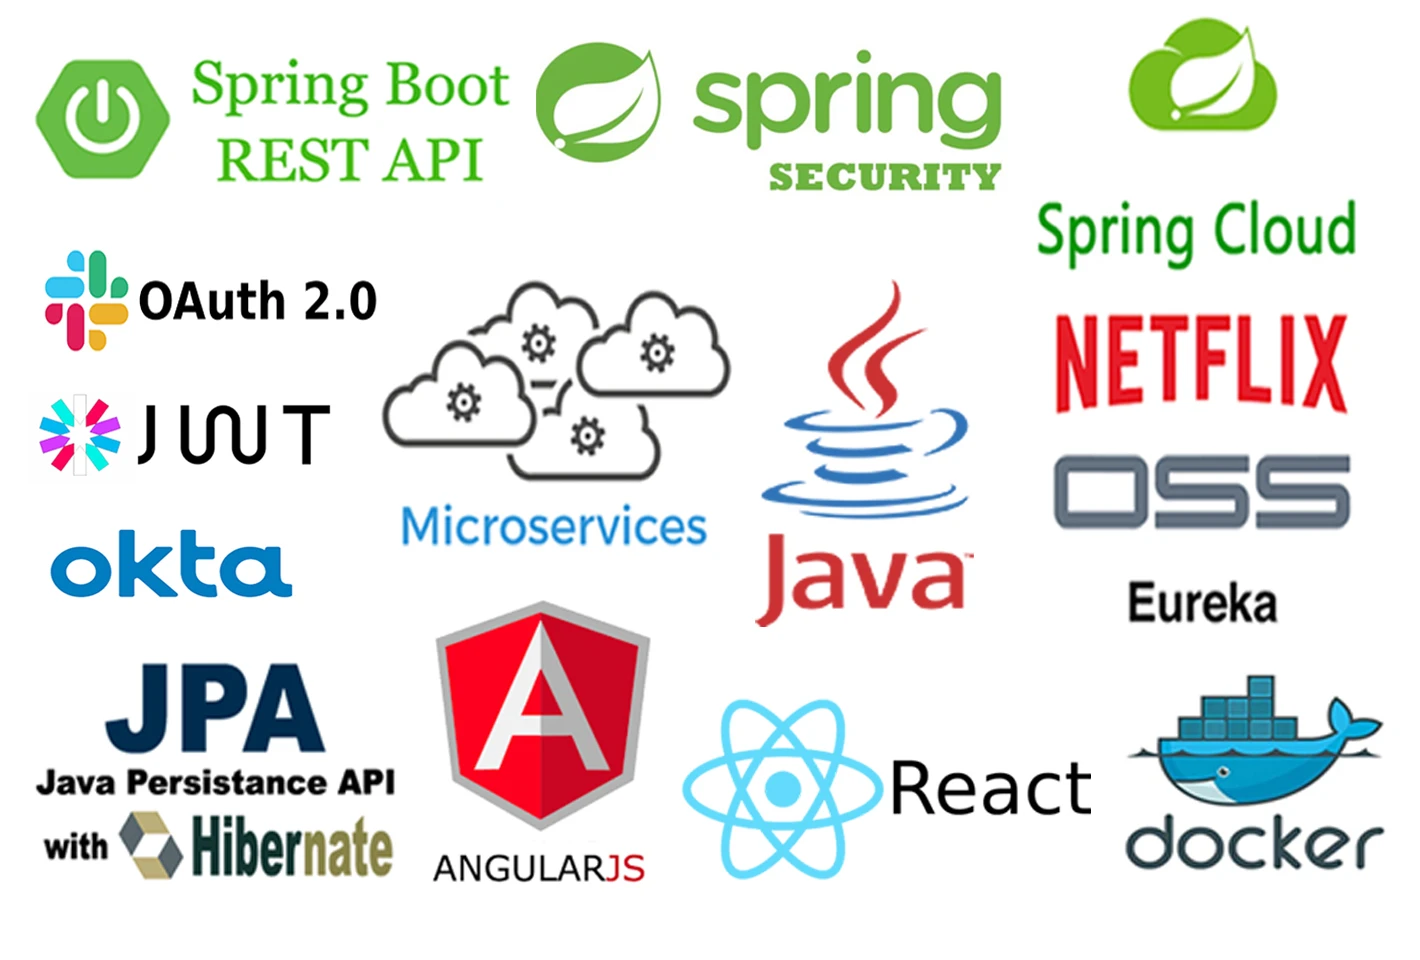 Spring Boot
REST API
spring
SECURITY
Spring Cloud
OAuth 2.0
JWT
okta
Microservices
Java™
NETFLIX
OSS
Eureka
JPA
Java Persistance API
with Hibernate
ANGULARJS
React
docker